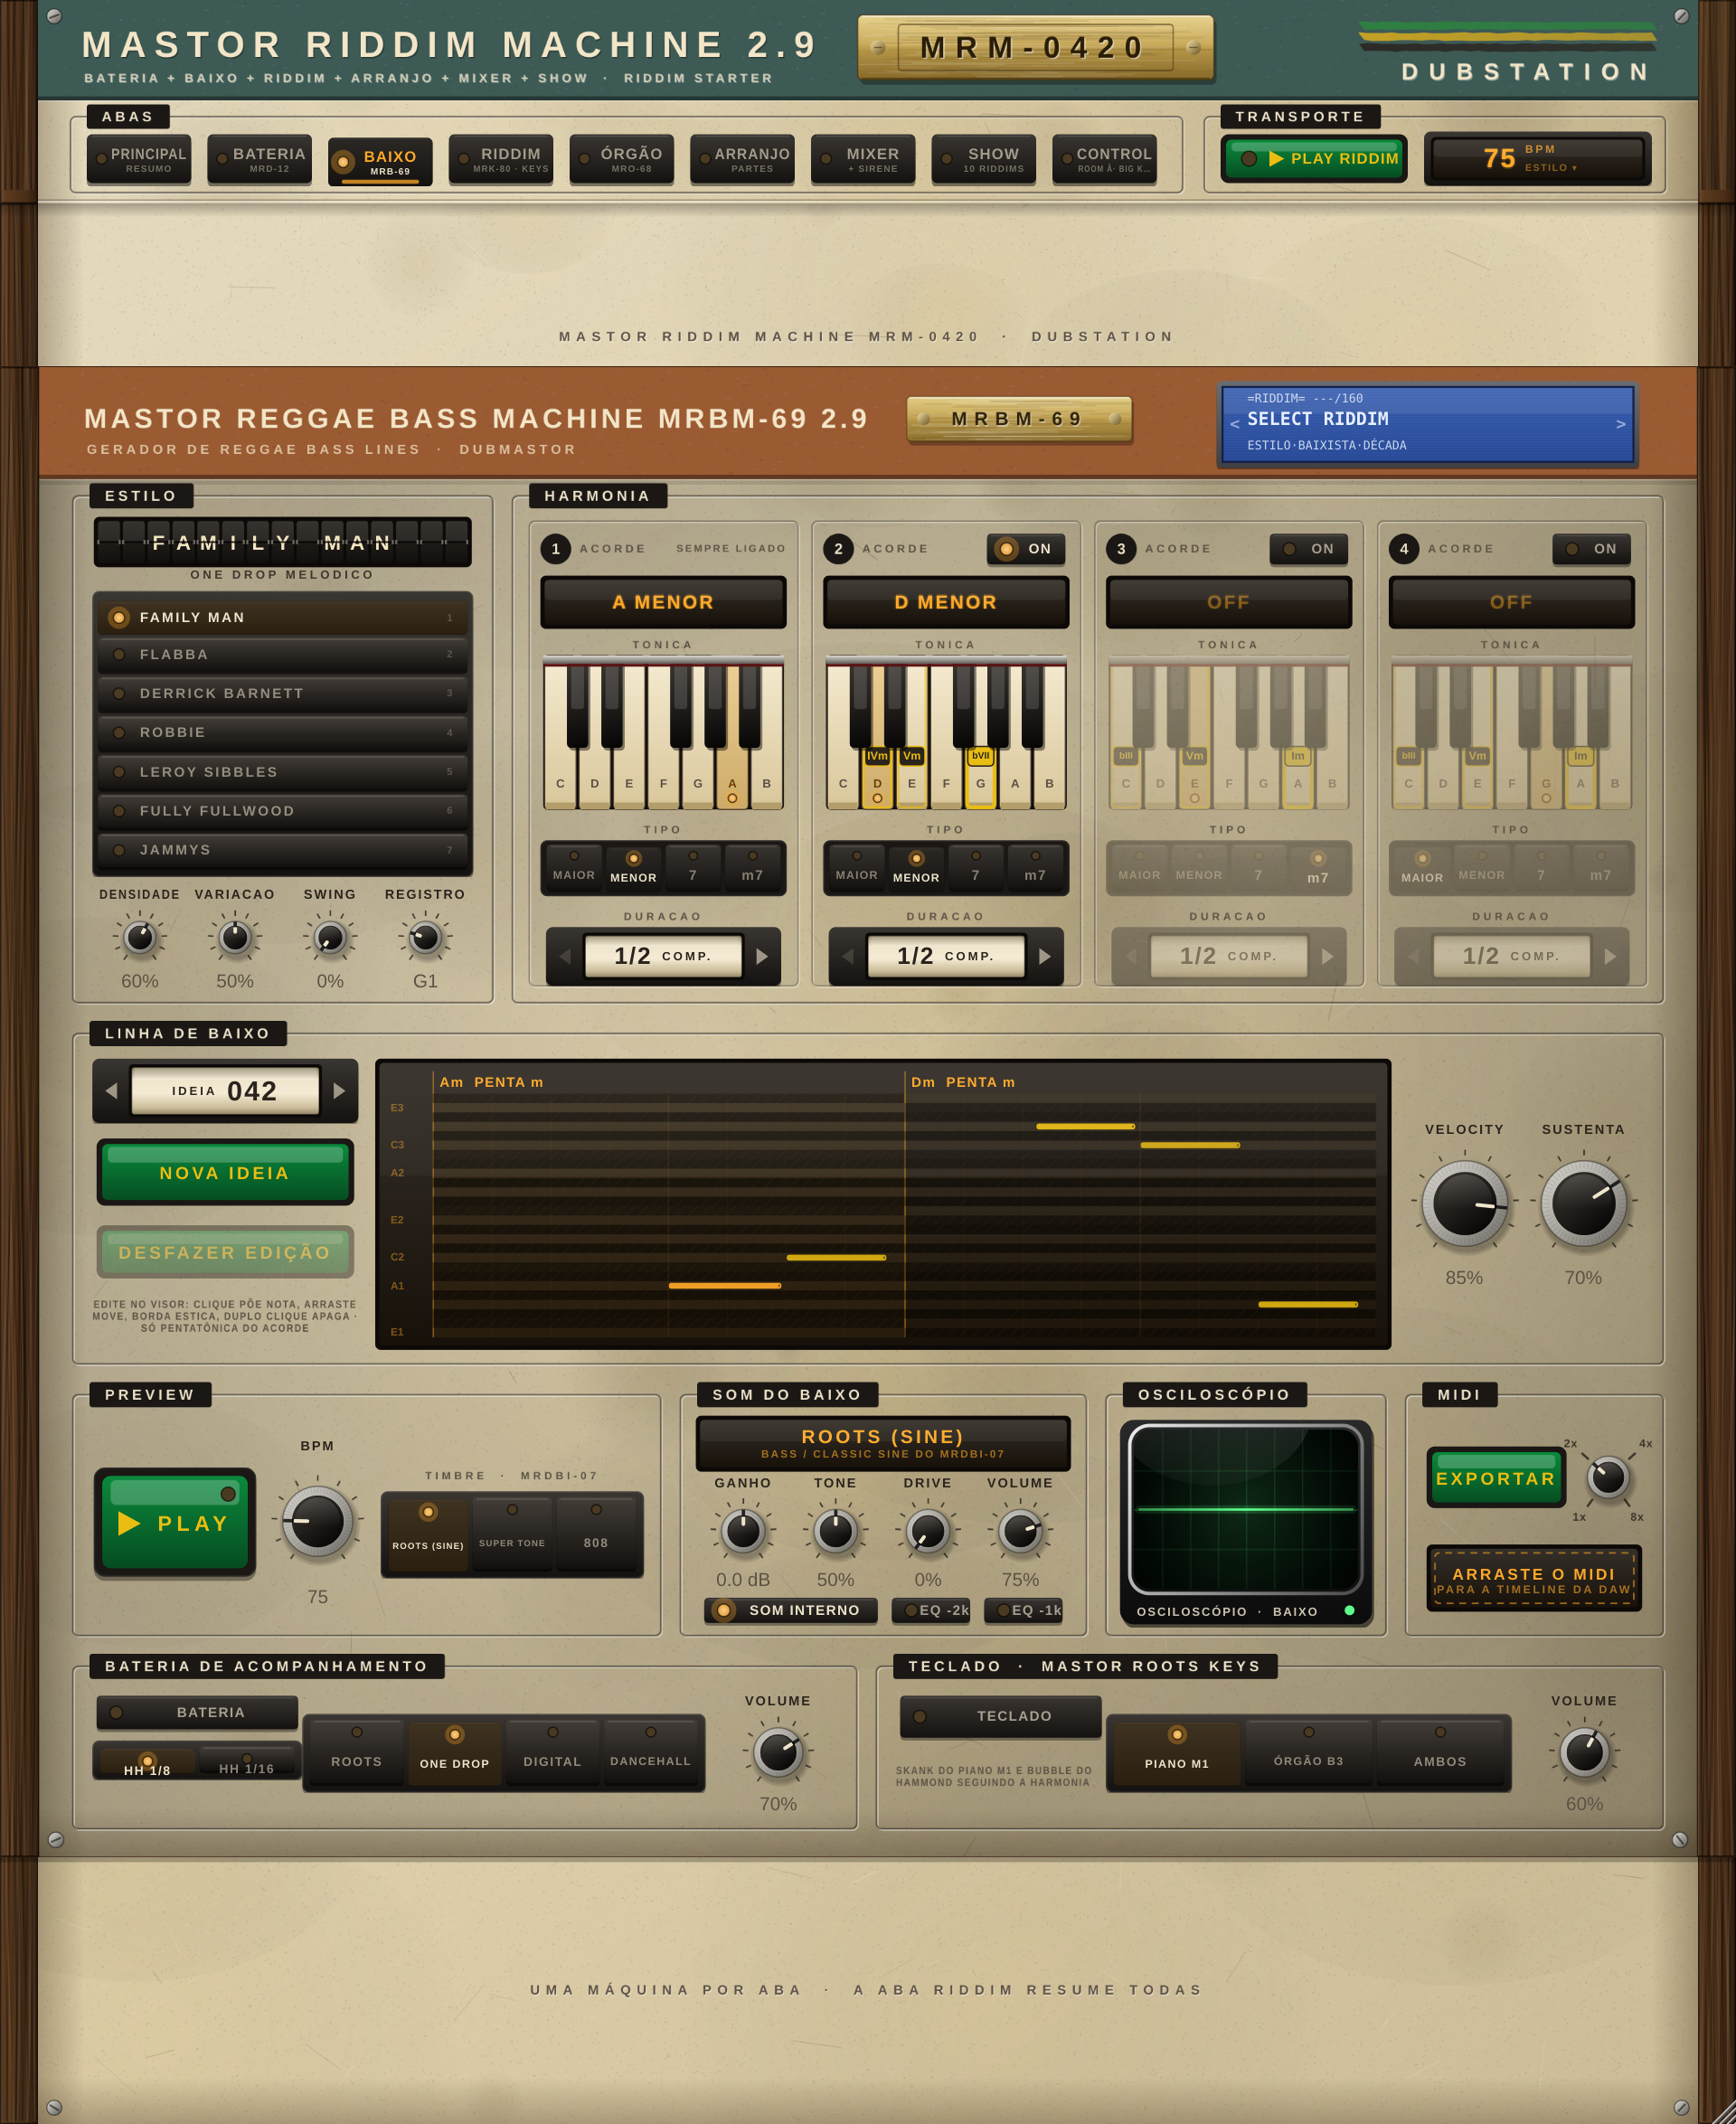 MASTOR RIDDIM MACHINE 2.9
BATERIA + BAIXO + RIDDIM + ARRANJO + MIXER + SHOW · RIDDIM STARTER
MRM-0420
DUBSTATION
ABAS
TRANSPORTE
PRINCIPAL
RESUMO
BATERIA
MRD-12
BAIXO
MRB-69
RIDDIM
MRK-80 · KEYS
ÓRGÃO
MRO-68
ARRANJO
PARTES
MIXER
+ SIRENE
SHOW
10 RIDDIMS
CONTROL
ROOM Â· BIG K...
PLAY RIDDIM
75 BPM
ESTILO ▾
MASTOR RIDDIM MACHINE MRM-0420 · DUBSTATION
MASTOR REGGAE BASS MACHINE MRBM-69 2.9
GERADOR DE REGGAE BASS LINES · DUBMASTOR
MRBM-69
=RIDDIM= ---/160
< SELECT RIDDIM >
ESTILO·BAIXISTA·DÉCADA
ESTILO
FAMILY MAN
ONE DROP MELODICO
FAMILY MAN 1
FLABBA 2
DERRICK BARNETT 3
ROBBIE 4
LEROY SIBBLES 5
FULLY FULLWOOD 6
JAMMYS 7
DENSIDADE VARIACAO SWING REGISTRO
60% 50% 0% G1
HARMONIA
1 ACORDE SEMPRE LIGADO
A MENOR
TONICA
C D E F G A B
TIPO
MAIOR MENOR 7 m7
DURACAO
1/2 COMP.
2 ACORDE ON
D MENOR
TONICA
IVm Vm bVII
C D E F G A B
TIPO
MAIOR MENOR 7 m7
DURACAO
1/2 COMP.
3 ACORDE ON
OFF
TONICA
bIII Vm Im
C D E F G A B
TIPO
MAIOR MENOR 7 m7
DURACAO
1/2 COMP.
4 ACORDE ON
OFF
TONICA
bIII Vm Im
C D E F G A B
TIPO
MAIOR MENOR 7 m7
DURACAO
1/2 COMP.
LINHA DE BAIXO
IDEIA 042
NOVA IDEIA
DESFAZER EDIÇÃO
EDITE NO VISOR: CLIQUE PÕE NOTA, ARRASTE
MOVE, BORDA ESTICA, DUPLO CLIQUE APAGA ·
SÓ PENTATÔNICA DO ACORDE
Am PENTA m
Dm PENTA m
E3
C3
A2
E2
C2
A1
E1
VELOCITY SUSTENTA
85% 70%
PREVIEW
PLAY
BPM
75
TIMBRE · MRDBI-07
ROOTS (SINE) SUPER TONE 808
SOM DO BAIXO
ROOTS (SINE)
BASS / CLASSIC SINE DO MRDBI-07
GANHO TONE DRIVE VOLUME
0.0 dB 50% 0% 75%
SOM INTERNO EQ -2k EQ -1k
OSCILOSCÓPIO
OSCILOSCÓPIO · BAIXO
MIDI
EXPORTAR
2x 4x
1x 8x
ARRASTE O MIDI
PARA A TIMELINE DA DAW
BATERIA DE ACOMPANHAMENTO
BATERIA
HH 1/8 HH 1/16
ROOTS ONE DROP DIGITAL DANCEHALL
VOLUME
70%
TECLADO · MASTOR ROOTS KEYS
TECLADO
SKANK DO PIANO M1 E BUBBLE DO
HAMMOND SEGUINDO A HARMONIA
PIANO M1 ÓRGÃO B3 AMBOS
VOLUME
60%
UMA MÁQUINA POR ABA · A ABA RIDDIM RESUME TODAS